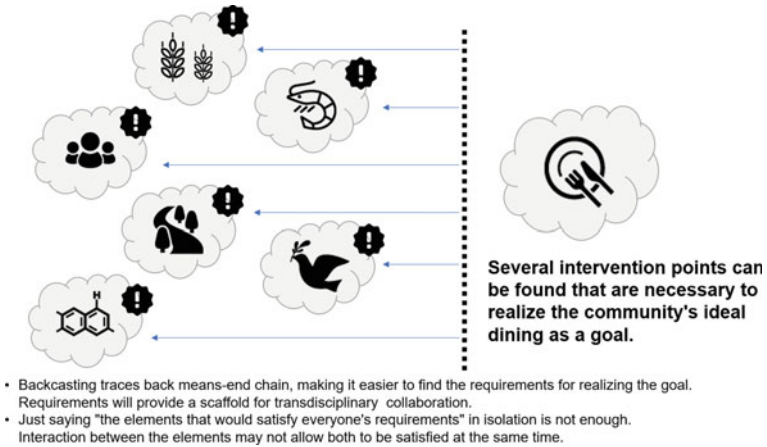 H
Several intervention points can
be found that are necessary to
realize the community's ideal
dining as a goal.
• Backcasting traces back means-end chain, making it easier to find the requirements for realizing the goal.
Requirements will provide a scaffold for transdisciplinary collaboration.
• Just saying "the elements that would satisfy everyone's requirements" in isolation is not enough.
Interaction between the elements may not allow both to be satisfied at the same time.